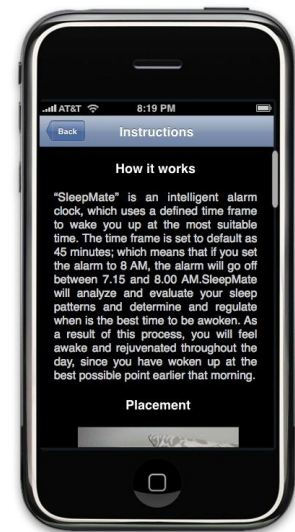 AT&T 8:19 PM
Back Instructions
How it works
“SleepMate” is an intelligent alarm
clock, which uses a defined time frame
to wake you up at the most suitable
time. The time frame is set to default as
45 minutes; which means that if you set
the alarm to 8 AM, the alarm will go off
between 7.15 and 8.00 AM.SleepMate
will analyze and evaluate your sleep
patterns and determine and regulate
when is the best time to be awoken. As
a result of this process, you will feel
awake and rejuvenated throughout the
day, since you have woken up at the
best possible point earlier that morning.
Placement